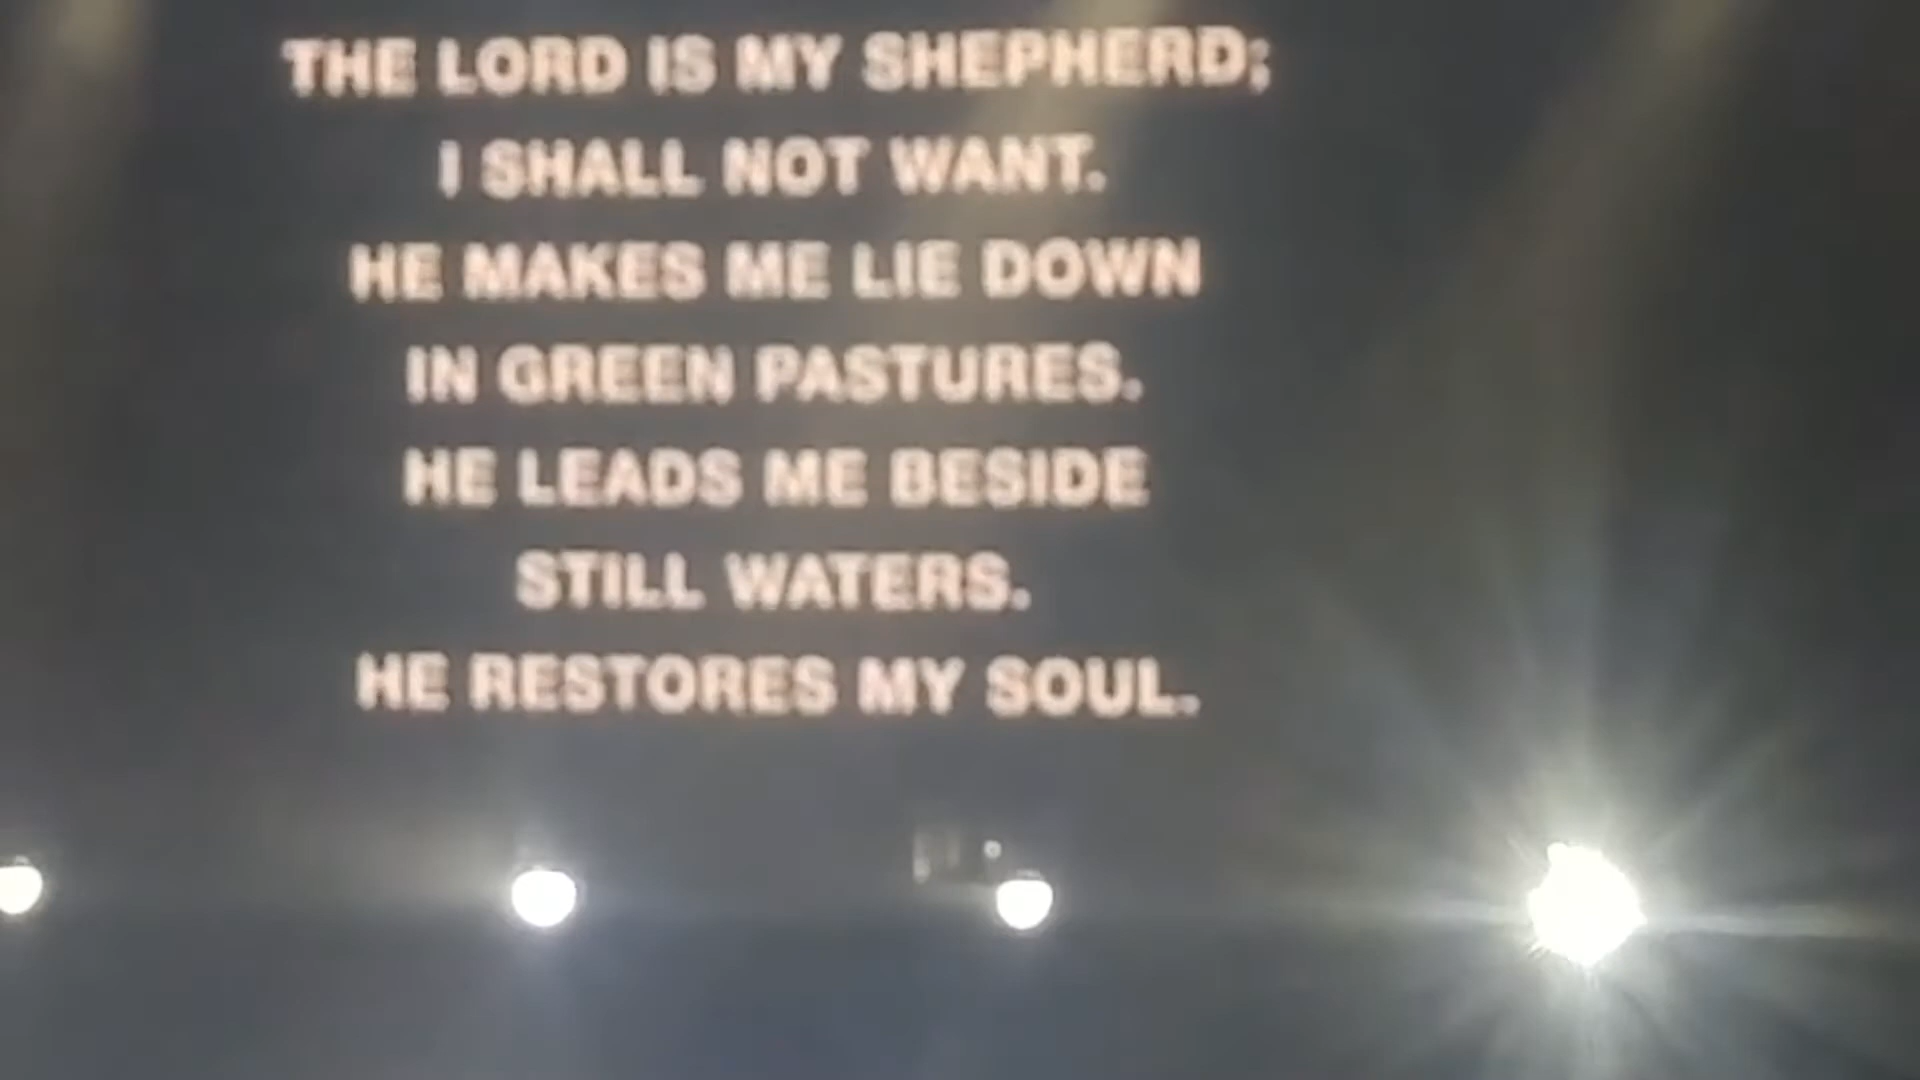 THE LORD IS MY SHEPHERD;
I SHALL NOT WANT.
HE MAKES ME LIE DOWN
IN GREEN PASTURES.
HE LEADS ME BESIDE
STILL WATERS.
HE RESTORES MY SOUL.